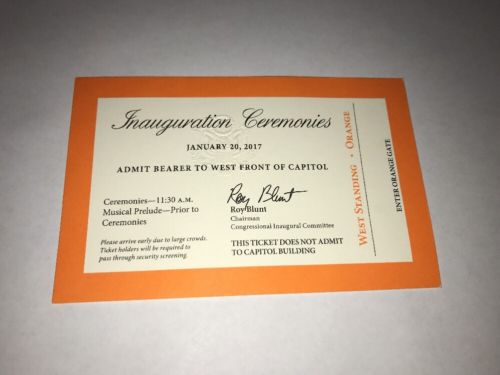 Inauguration Ceremonies
JANUARY 20, 2017
ADMIT BEARER TO WEST FRONT OF CAPITOL
Ceremonies—11:30 A.M.
Musical Prelude—Prior to
Ceremonies
Please arrive early due to large crowds.
Ticket holders will be required to
pass through security screening.
Roy Blunt
Roy Blunt
Chairman
Congressional Inaugural Committee
THIS TICKET DOES NOT ADMIT
TO CAPITOL BUILDING
WEST STANDING • ORANGE
ENTER ORANGE GATE